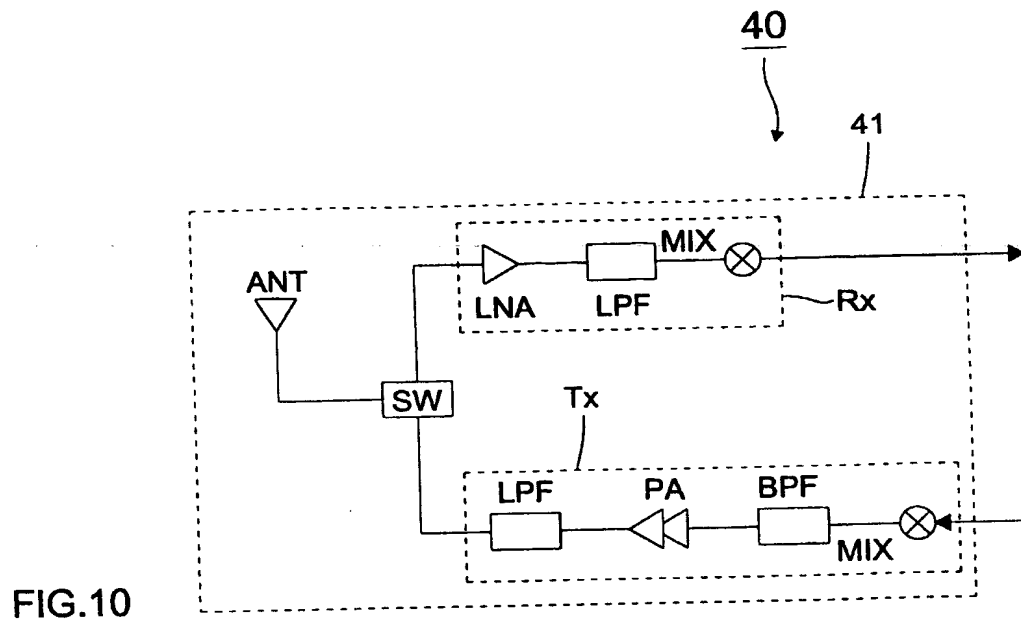 40
41
ANT
MIX
LNA
LPF
Rx
SW
Tx
LPF
PA
BPF
MIX
FIG.10